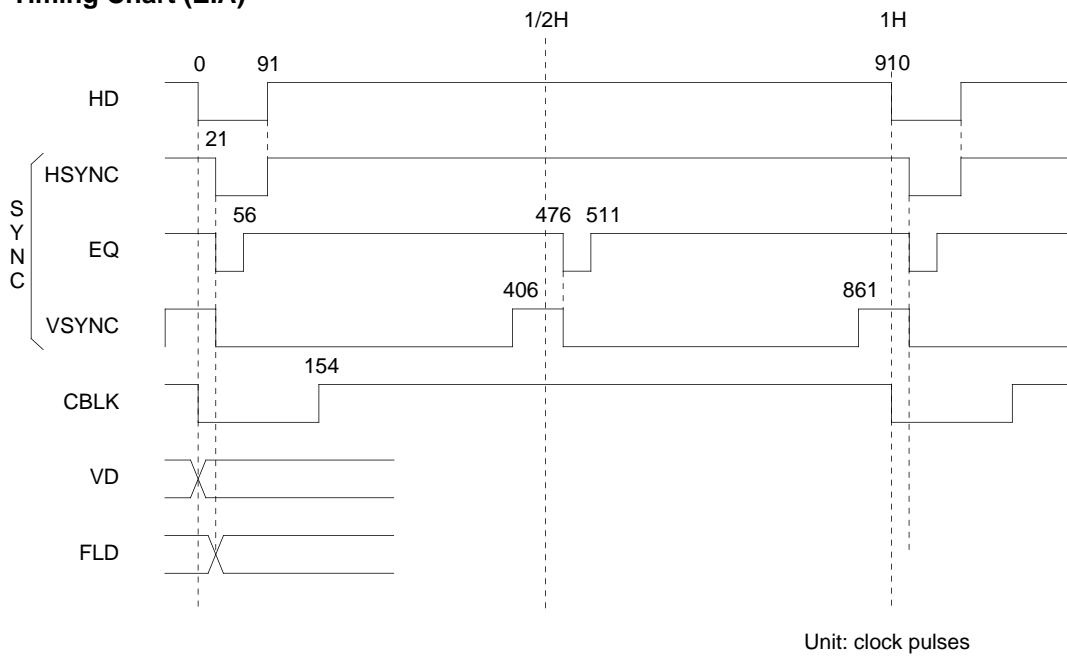 Timing Chart (EIA)
1/2H 1H
0 91 910
HD
21
HSYNC
SYNC
56 476 511
EQ
406 861
VSYNC
154
CBLK
VD
FLD
Unit: clock pulses